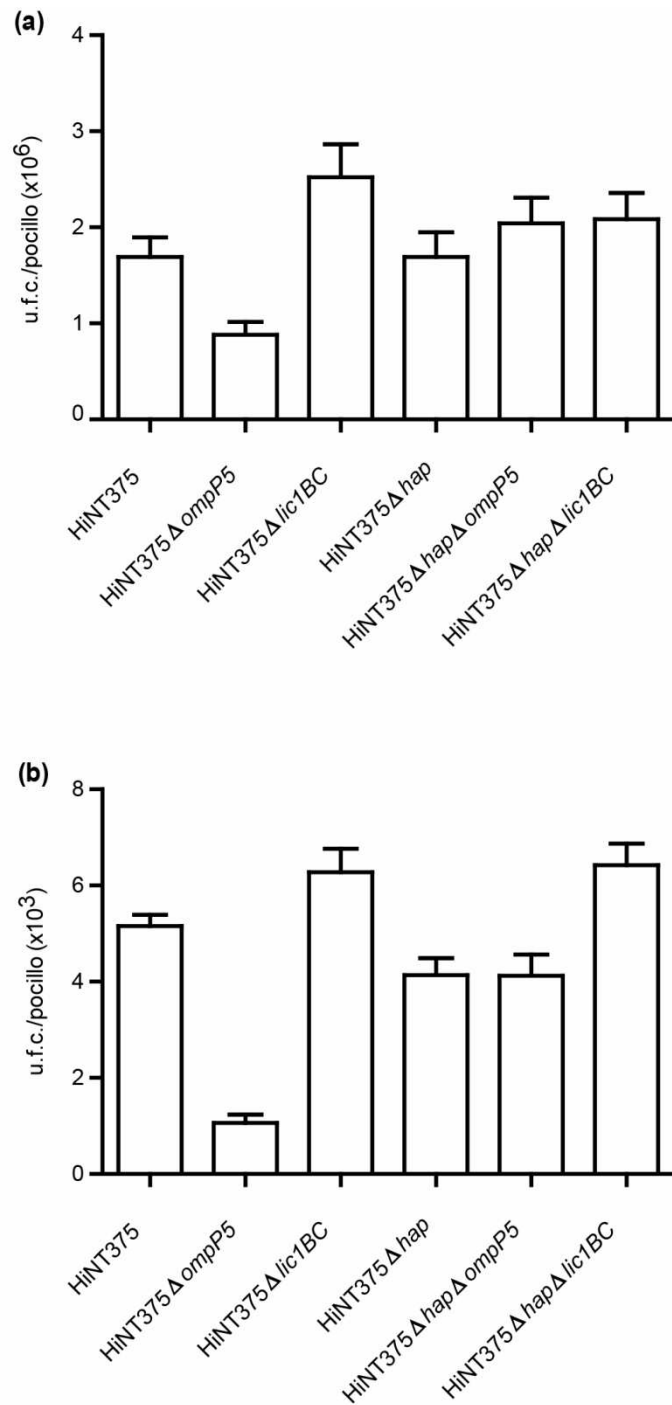 (a)
4
3
2
1
0
u.f.c./pocillo (x10⁶)
HiNT375
HiNT375ΔompP5
HiNT375Δlic1BC
HiNT375Δhap
HiNT375ΔhapΔompP5
HiNT375ΔhapΔlic1BC
(b)
8
6
4
2
0
u.f.c./pocillo (x10³)
HiNT375
HiNT375ΔompP5
HiNT375Δlic1BC
HiNT375Δhap
HiNT375ΔhapΔompP5
HiNT375ΔhapΔlic1BC